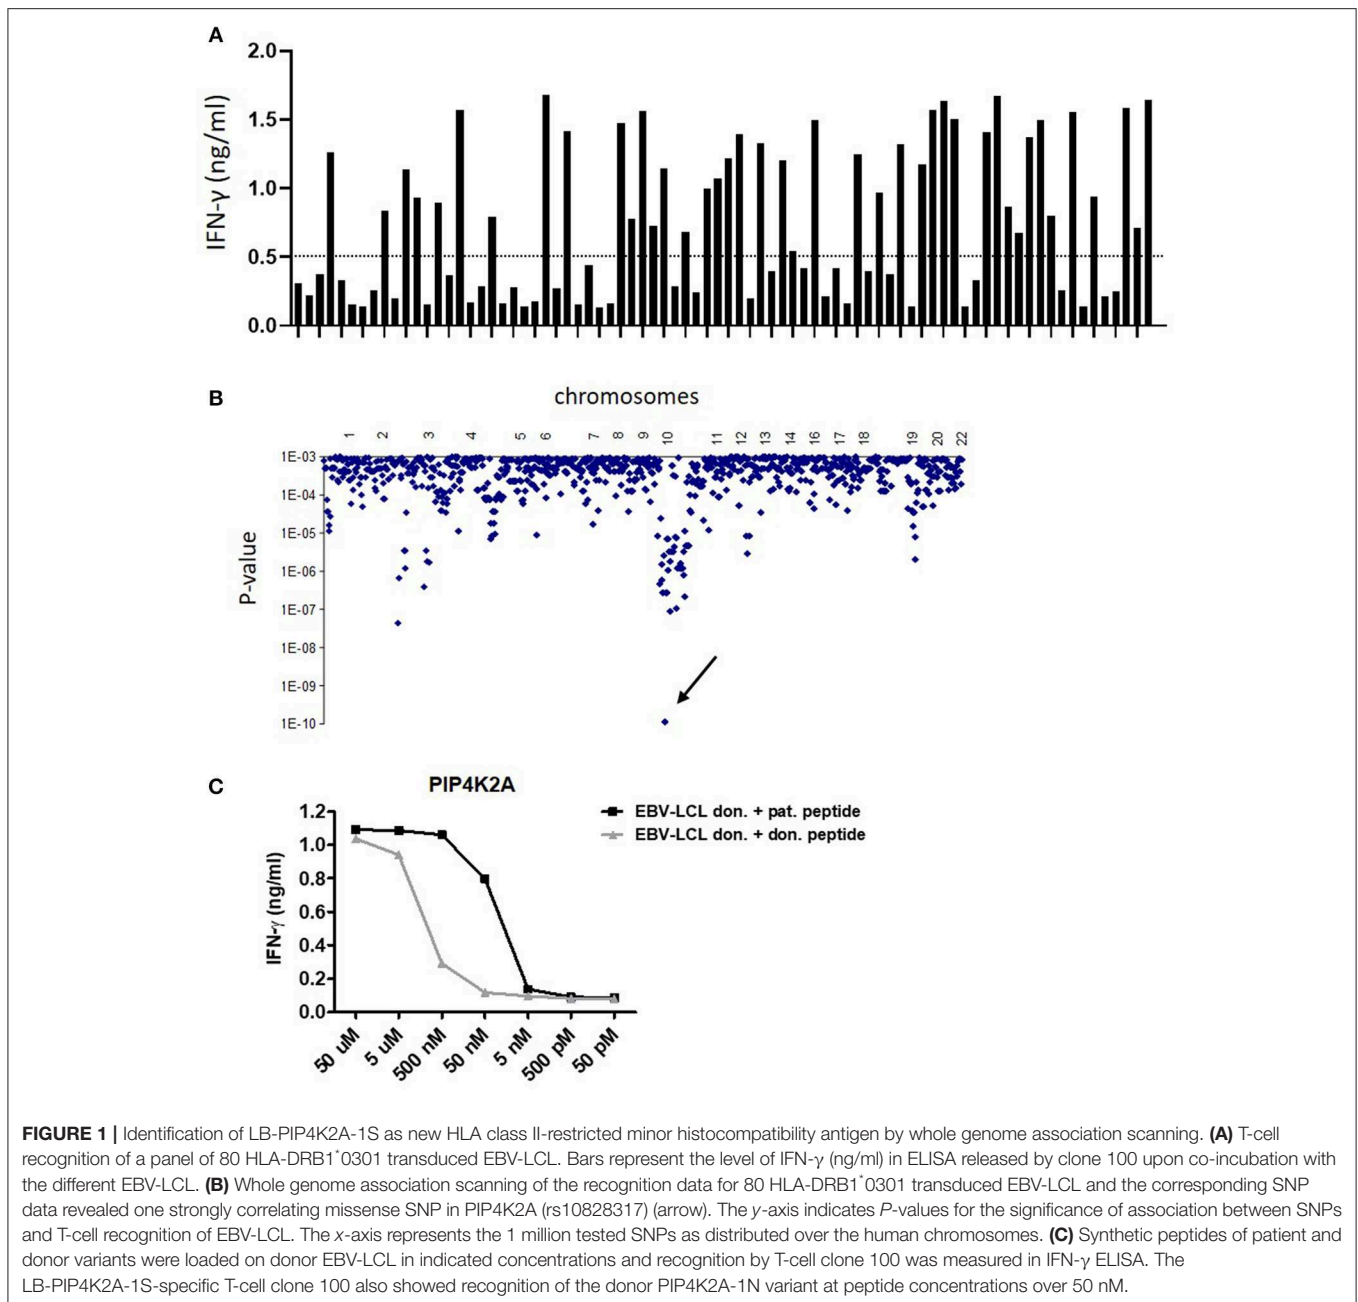 A
2.0
1.5
1.0
0.5
0.0
IFN-γ (ng/ml)
B
chromosomes
1 2 3 4 5 6 7 8 9 10 11 12 13 14 16 17 18 19 20 22
1E-03
1E-04
1E-05
1E-06
1E-07
1E-08
1E-09
1E-10
P-value
C
PIP4K2A
EBV-LCL don. + pat. peptide
EBV-LCL don. + don. peptide
1.2
1.0
0.8
0.6
0.4
0.2
0.0
IFN-γ (ng/ml)
50 uM 5 uM 500 nM 50 nM 5 nM 500 pM 50 pM
FIGURE 1 | Identification of LB-PIP4K2A-1S as new HLA class II-restricted minor histocompatibility antigen by whole genome association scanning. (A) T-cell
recognition of a panel of 80 HLA-DRB1*0301 transduced EBV-LCL. Bars represent the level of IFN-γ (ng/ml) in ELISA released by clone 100 upon co-incubation with
the different EBV-LCL. (B) Whole genome association scanning of the recognition data for 80 HLA-DRB1*0301 transduced EBV-LCL and the corresponding SNP
data revealed one strongly correlating missense SNP in PIP4K2A (rs10828317) (arrow). The y-axis indicates P-values for the significance of association between SNPs
and T-cell recognition of EBV-LCL. The x-axis represents the 1 million tested SNPs as distributed over the human chromosomes. (C) Synthetic peptides of patient and
donor variants were loaded on donor EBV-LCL in indicated concentrations and recognition by T-cell clone 100 was measured in IFN-γ ELISA. The
LB-PIP4K2A-1S-specific T-cell clone 100 also showed recognition of the donor PIP4K2A-1N variant at peptide concentrations over 50 nM.